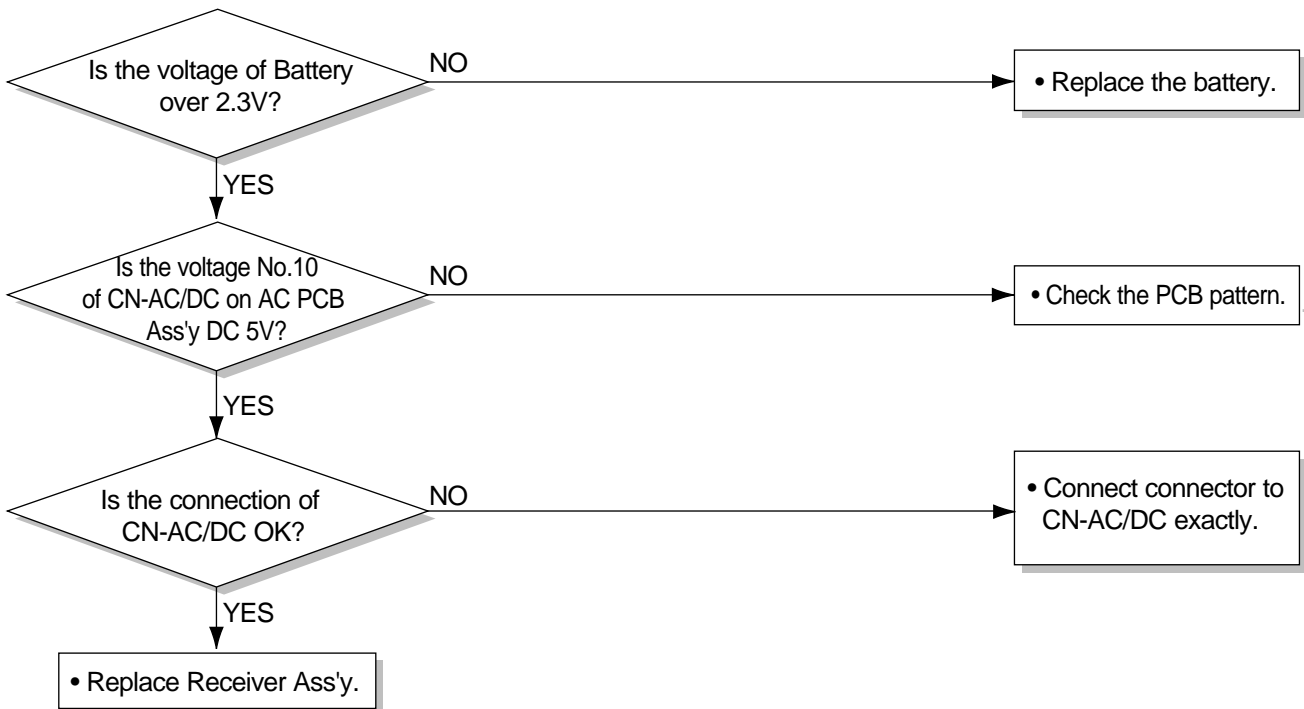 Is the voltage of Battery
over 2.3V?
NO
• Replace the battery.
YES
Is the voltage No.10
of CN-AC/DC on AC PCB
Ass'y DC 5V?
NO
• Check the PCB pattern.
YES
Is the connection of
CN-AC/DC OK?
NO
• Connect connector to
CN-AC/DC exactly.
YES
• Replace Receiver Ass'y.